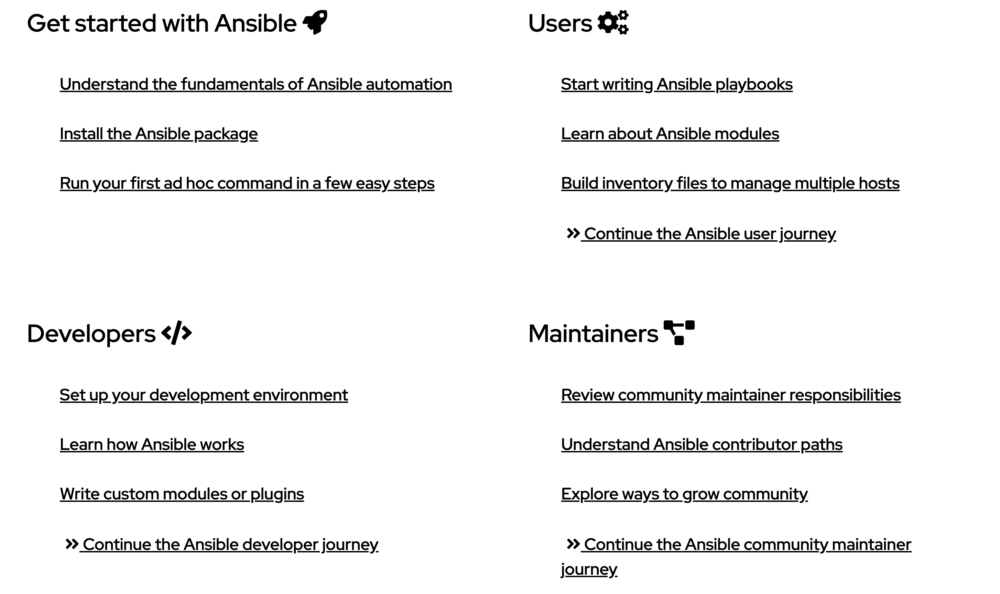 Get started with Ansible
Understand the fundamentals of Ansible automation
Install the Ansible package
Run your first ad hoc command in a few easy steps
Users
Start writing Ansible playbooks
Learn about Ansible modules
Build inventory files to manage multiple hosts
Continue the Ansible user journey
Developers
Set up your development environment
Learn how Ansible works
Write custom modules or plugins
Continue the Ansible developer journey
Maintainers
Review community maintainer responsibilities
Understand Ansible contributor paths
Explore ways to grow community
Continue the Ansible community maintainer
journey